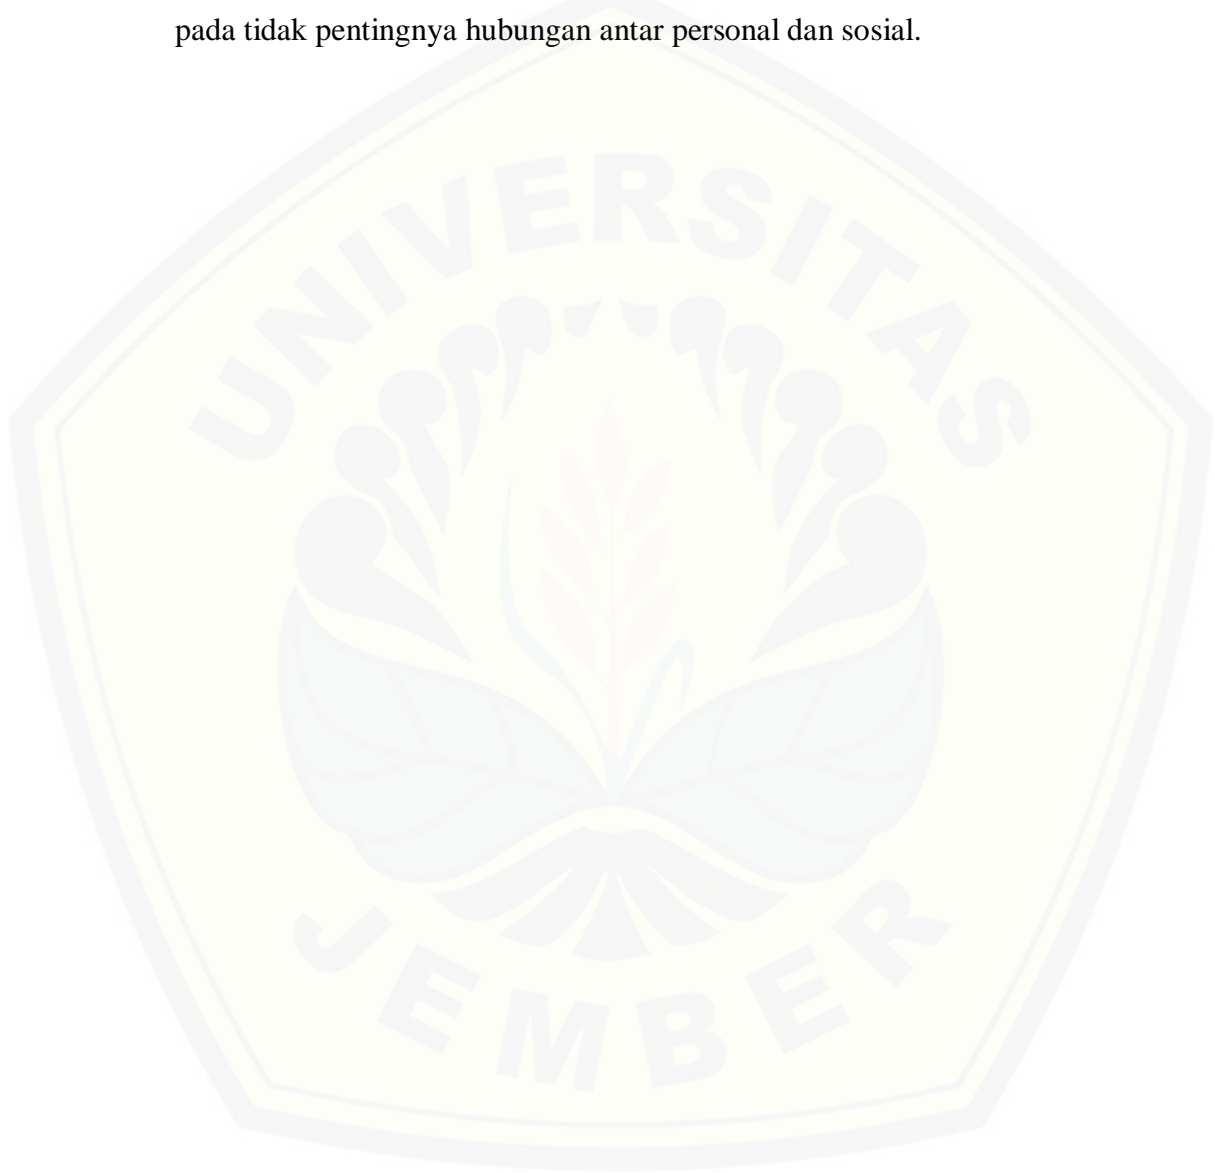 pada tidak pentingnya hubungan antar personal dan sosial.
UNIVERSITAS
JEMBER